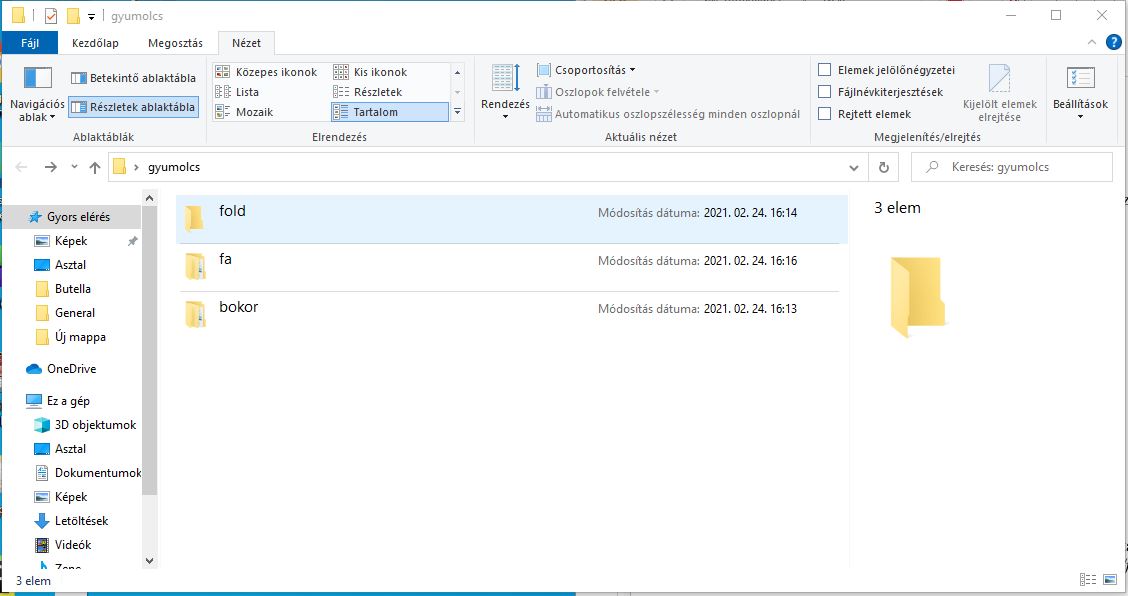 gyumolcs
Fájl Kezdőlap Megosztás Nézet
Navigációs ablak
Betekintő ablaktábla
Részletek ablaktábla
Ablaktáblák
Közepes ikonok Kis ikonok
Lista Részletek
Mozaik Tartalom
Elrendezés
Rendezés
Csoportosítás
Oszlopok felvétele
Automatikus oszlopszélesség minden oszlopnál
Aktuális nézet
Elemek jelölőnégyzetei
Fájlnévkiterjesztések
Rejtett elemek
Kijelölt elemek
elrejtése
Megjelenítés/elrejtés
Beállítások
gyumolcs
Keresés: gyumolcs
Gyors elérés
Képek
Asztal
Butella
General
Új mappa
OneDrive
Ez a gép
3D objektumok
Asztal
Dokumentumok
Képek
Letöltések
Videók
Zene
fold Módosítás dátuma: 2021. 02. 24. 16:14
fa Módosítás dátuma: 2021. 02. 24. 16:16
bokor Módosítás dátuma: 2021. 02. 24. 16:13
3 elem
3 elem